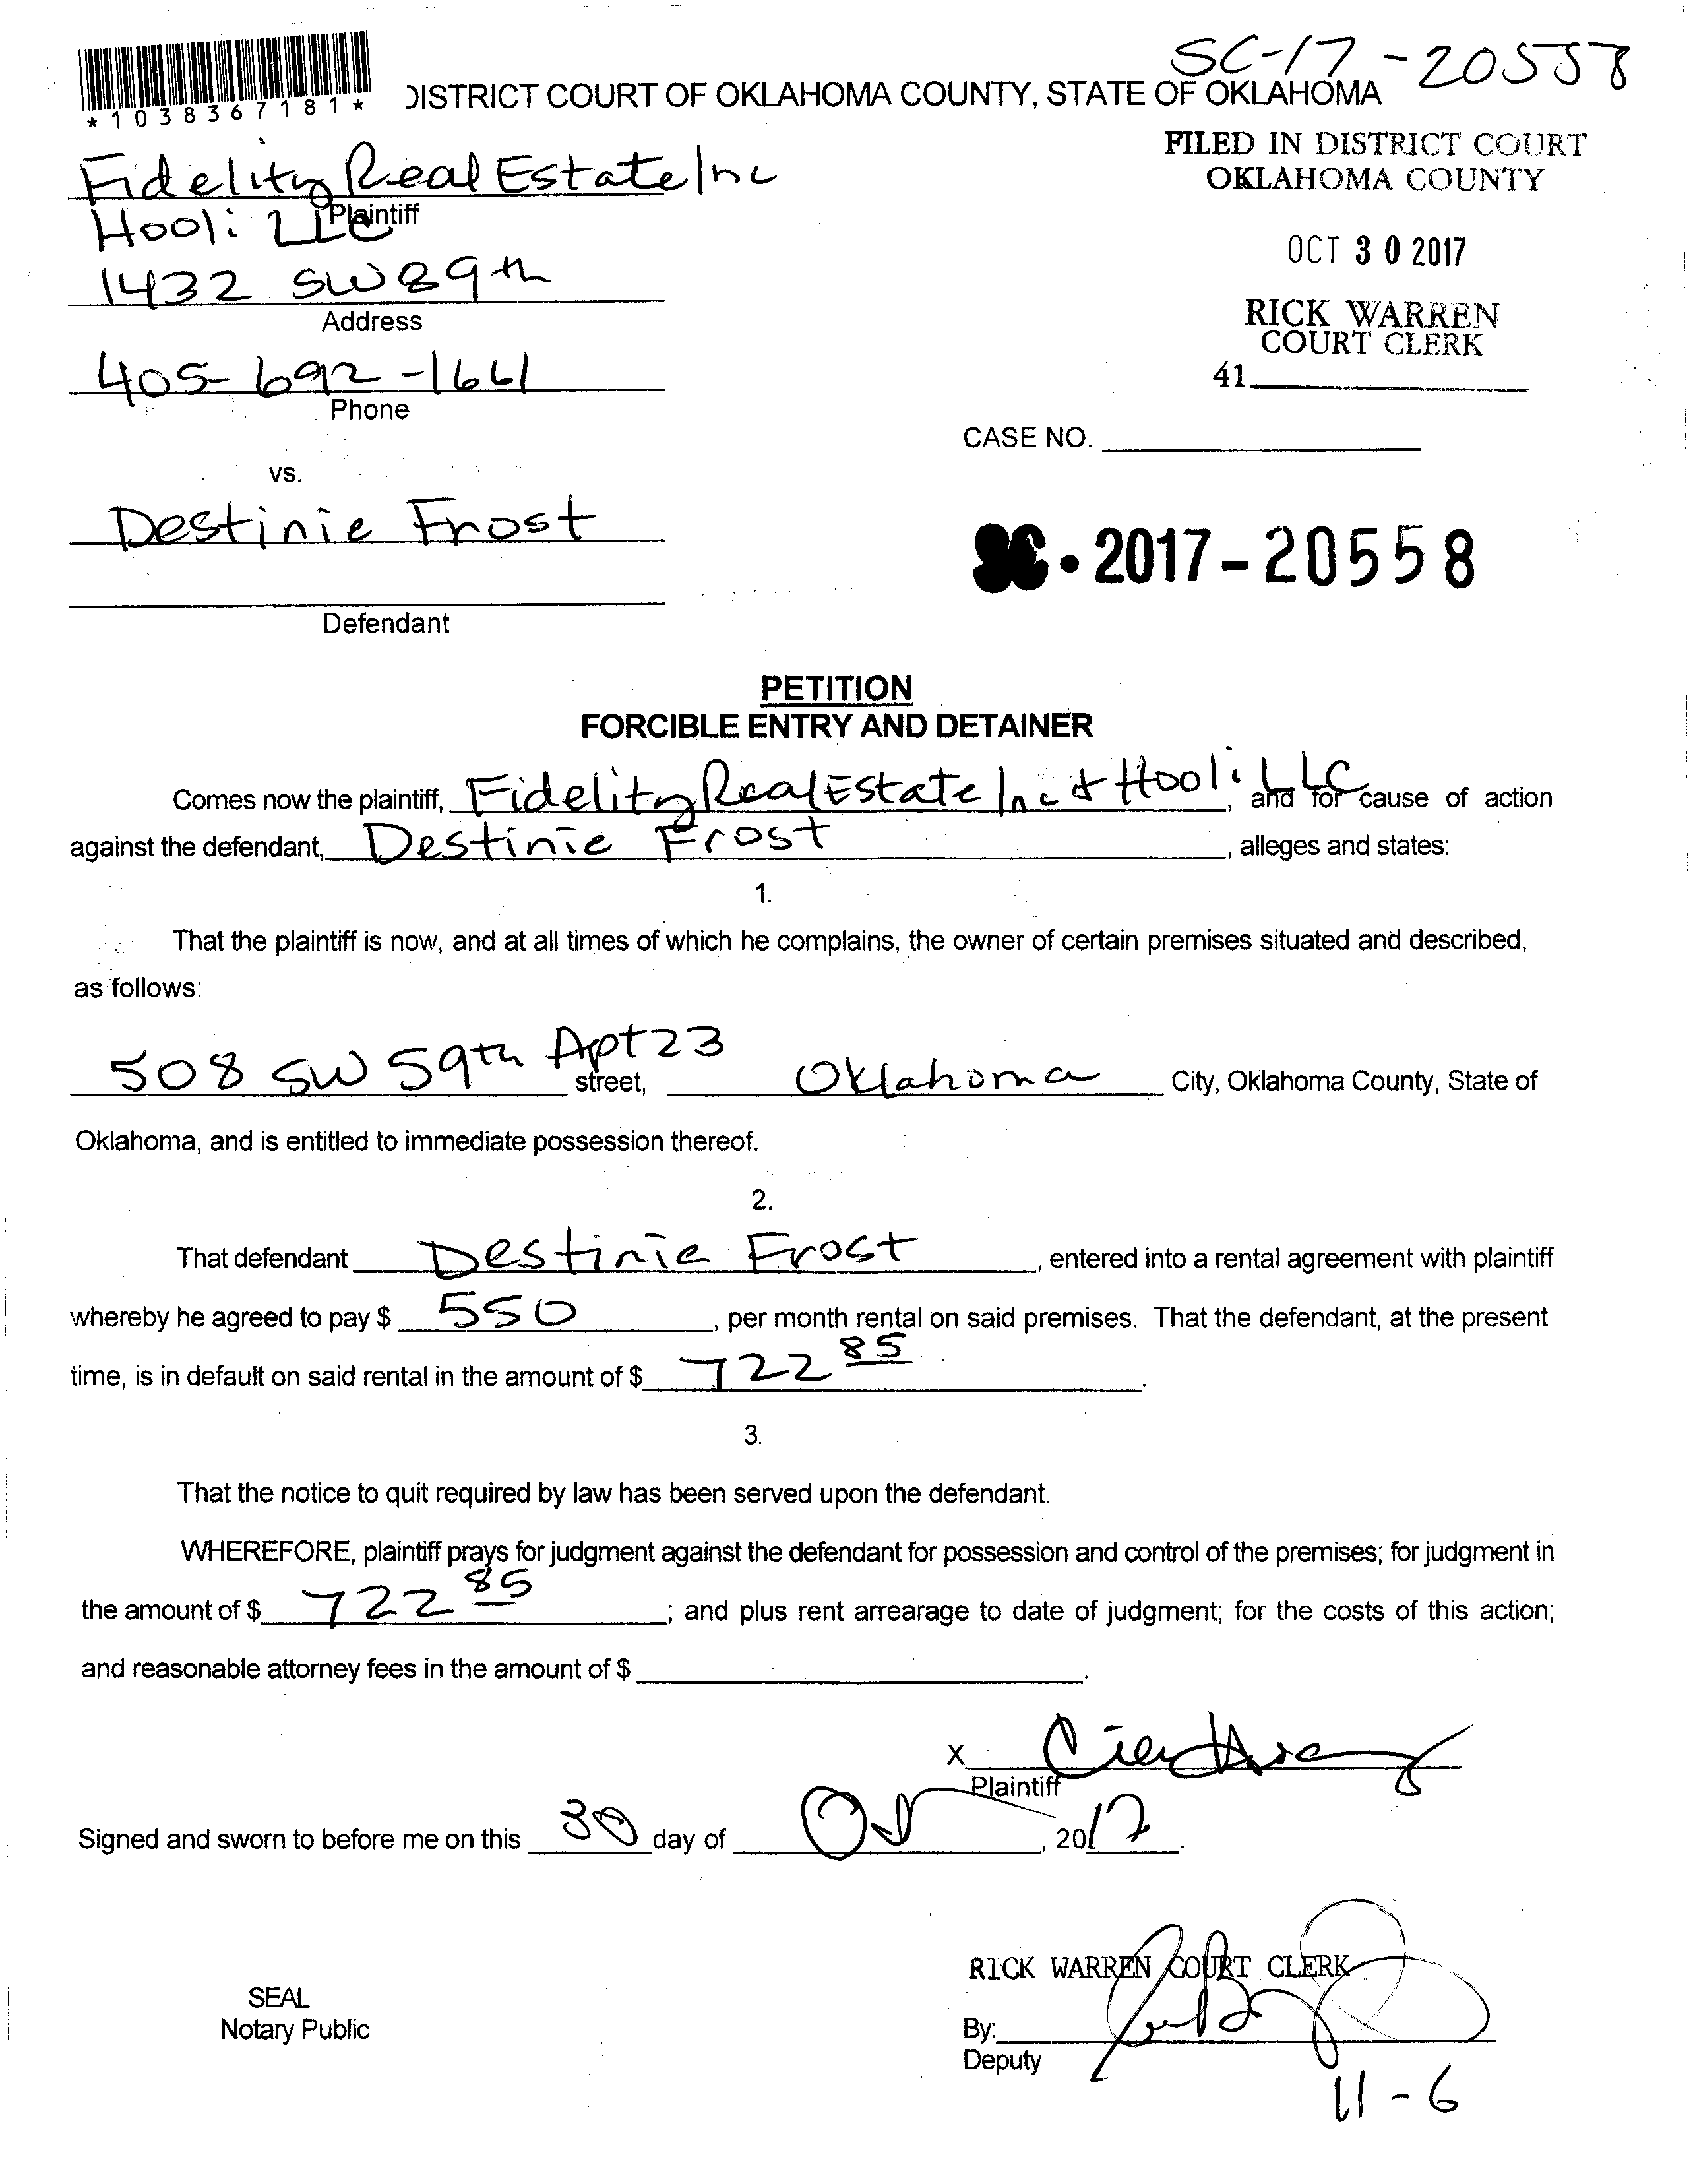 SC-17-20558
*1038367181*
DISTRICT COURT OF OKLAHOMA COUNTY, STATE OF OKLAHOMA
FILED IN DISTRICT COURT
OKLAHOMA COUNTY
Fidelity Real Estate Inc
Hooli LLC
Plaintiff
OCT 30 2017
1432 SW 89th
Address
RICK WARREN
COURT CLERK
405-692-1661
Phone
41
CASE NO.
vs.
Destinie Frost
SC-2017-20558
Defendant
PETITION
FORCIBLE ENTRY AND DETAINER
Comes now the plaintiff, Fidelity Real Estate Inc & Hooli LLC, and for cause of action
against the defendant, Destinie Frost, alleges and states:
1.
That the plaintiff is now, and at all times of which he complains, the owner of certain premises situated and described,
as follows:
508 SW 59th Apt 23 street, Oklahoma City, Oklahoma County, State of
Oklahoma, and is entitled to immediate possession thereof.
2.
That defendant Destinie Frost, entered into a rental agreement with plaintiff
whereby he agreed to pay $ 550, per month rental on said premises. That the defendant, at the present
time, is in default on said rental in the amount of $ 722 85.
3.
That the notice to quit required by law has been served upon the defendant.
WHEREFORE, plaintiff prays for judgment against the defendant for possession and control of the premises; for judgment in
the amount of $ 722 85; and plus rent arrearage to date of judgment; for the costs of this action;
and reasonable attorney fees in the amount of $ .
X
Plaintiff
Signed and sworn to before me on this 30 day of , 2017.
RICK WARREN COURT CLERK
SEAL
Notary Public
By:
Deputy
11-6